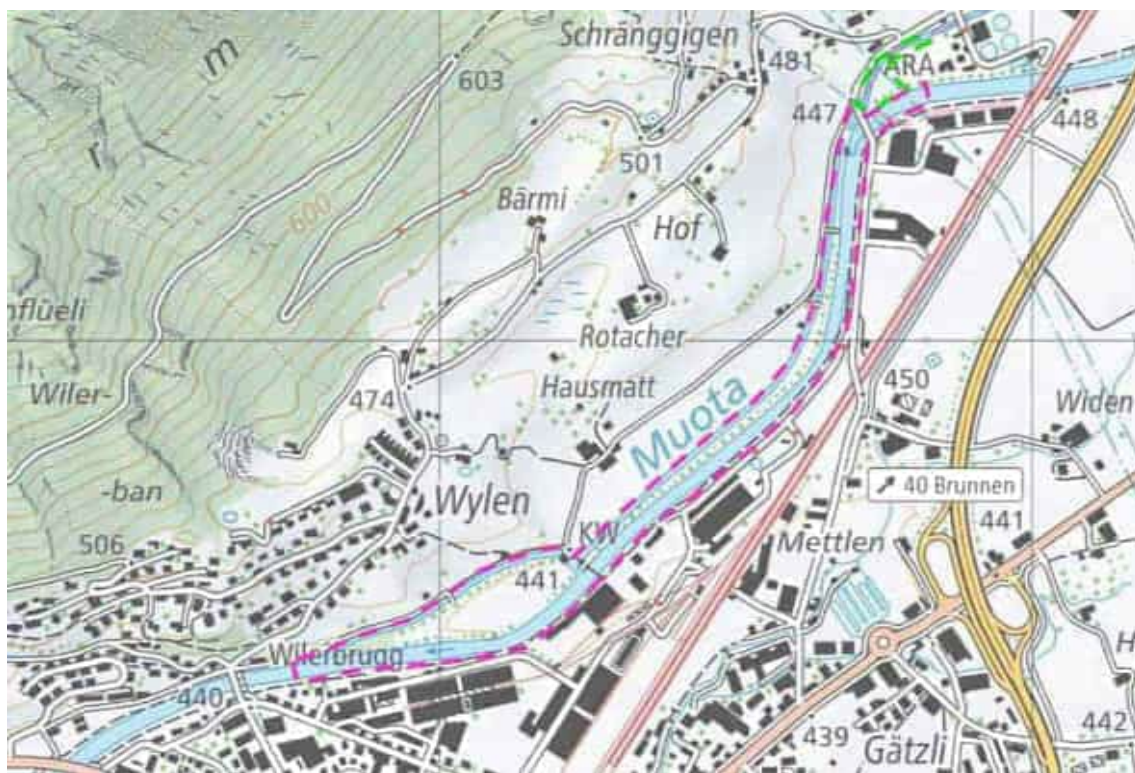 m
Schränggigen
ARA
603
481
447
448
r
501
Bärmi
600
Hof
nflüeli
Rotacher
Wiler-
474
Hausmatt
Muota
450
Widen
-ban
Wylen
40 Brunnen
506
KW
441
Mettlen
441
Wilerbrugg
H
440
439
Gätzli
442